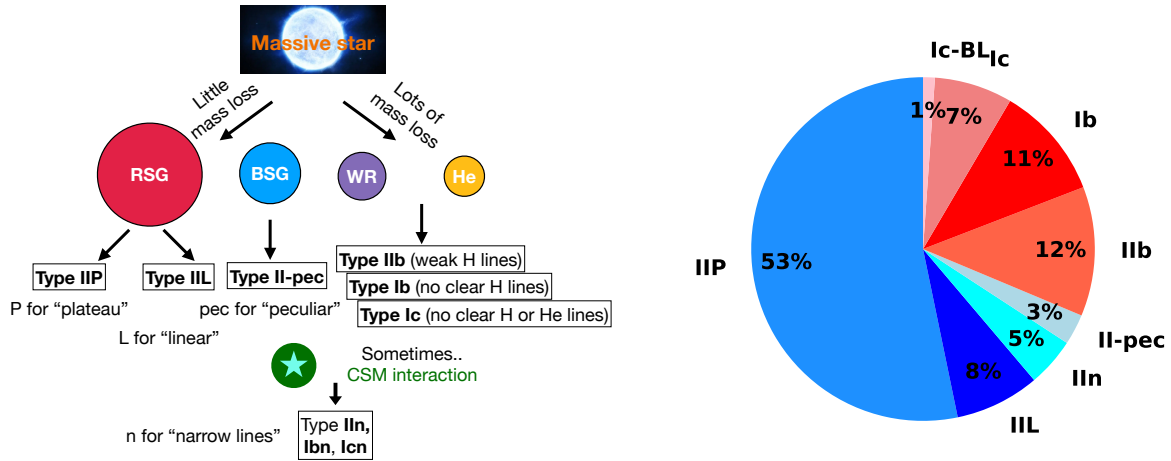 Massive star
Little
mass loss
Lots of
mass loss
RSG
BSG
WR
He
Type IIP
Type IIL
Type II-pec
Type IIb (weak H lines)
Type Ib (no clear H lines)
Type Ic (no clear H or He lines)
P for “plateau”
L for “linear”
pec for “peculiar”
Sometimes..
CSM interaction
n for “narrow lines”
Type IIn,
Ibn, Icn
Ic-BL
Ic
Ib
IIb
II-pec
IIn
IIL
IIP
1%
7%
11%
12%
3%
5%
8%
53%